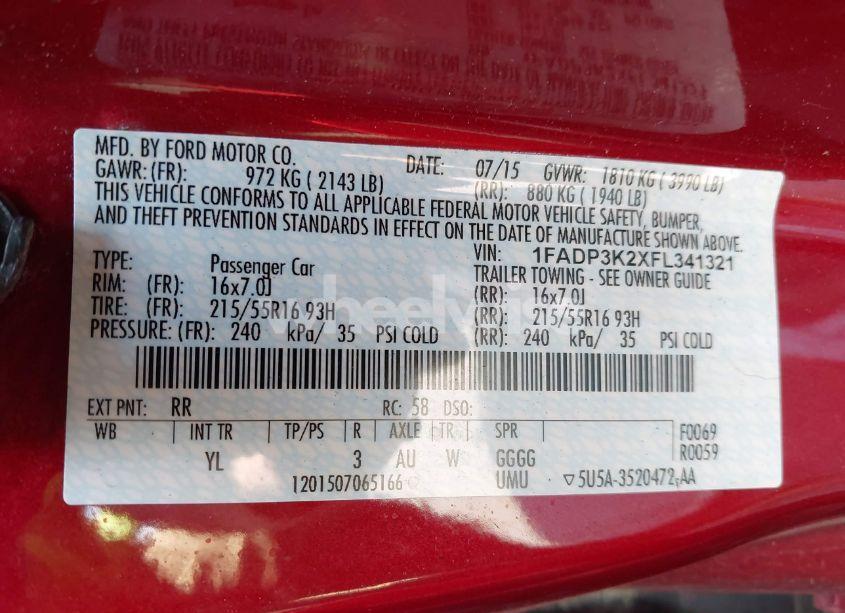 MFD. BY FORD MOTOR CO. DATE: 07/15 GVWR: 1810 KG ( 3990 LB)
GAWR: (FR): 972 KG ( 2143 LB) (RR): 880 KG ( 1940 LB)
THIS VEHICLE CONFORMS TO ALL APPLICABLE FEDERAL MOTOR VEHICLE SAFETY, BUMPER,
AND THEFT PREVENTION STANDARDS IN EFFECT ON THE DATE OF MANUFACTURE SHOWN ABOVE.
VIN: 1FADP3K2XFL341321
TYPE: Passenger Car TRAILER TOWING - SEE OWNER GUIDE
RIM: (FR): 16x7.0J (RR): 16x7.0J
TIRE: (FR): 215/55R16 93H (RR): 215/55R16 93H
PRESSURE: (FR): 240 kPa/ 35 PSI COLD (RR): 240 kPa/ 35 PSI COLD
EXT PNT: RR RC: 58 DSO:
WB INT TR TP/PS R AXLE TR SPR F0069
YL 3 AU W GGGG R0059
1201507065166 UMU 5U5A-3520472-AA